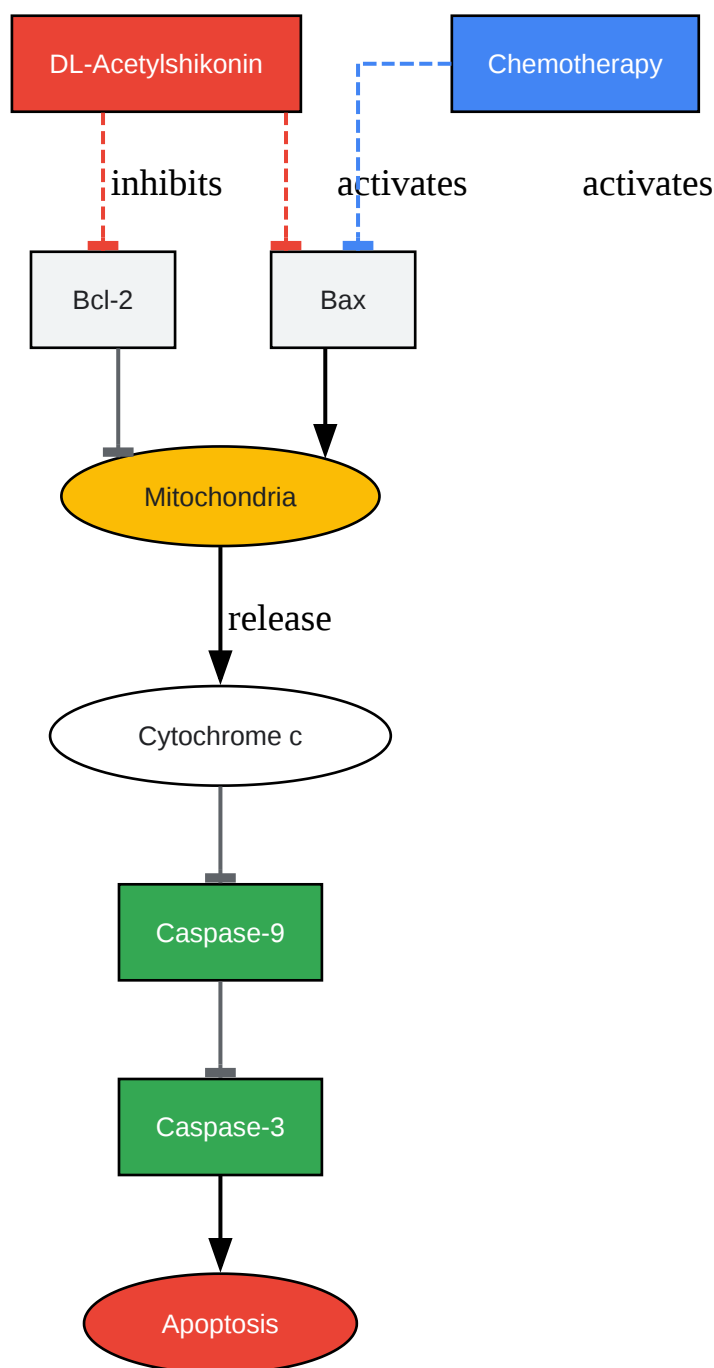 DL-Acetylshikonin
Chemotherapy
inhibits
activates
activates
Bcl-2
Bax
Mitochondria
release
Cytochrome c
Caspase-9
Caspase-3
Apoptosis